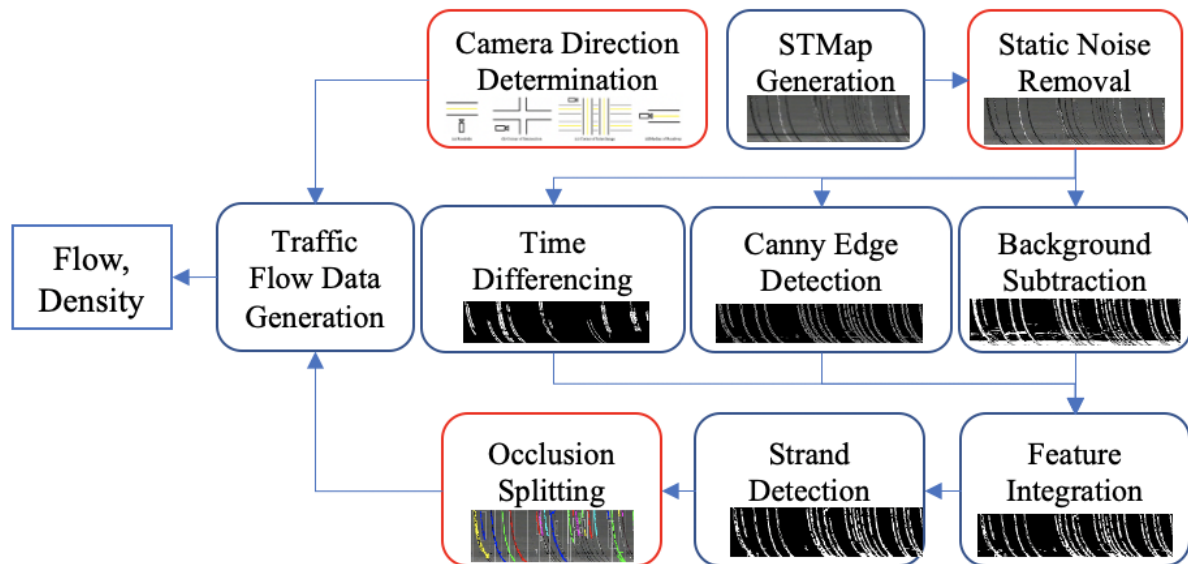 Camera Direction
Determination
STMap
Generation
Static Noise
Removal
Flow,
Density
Traffic
Flow Data
Generation
Time
Differencing
Canny Edge
Detection
Background
Subtraction
Occlusion
Splitting
Strand
Detection
Feature
Integration